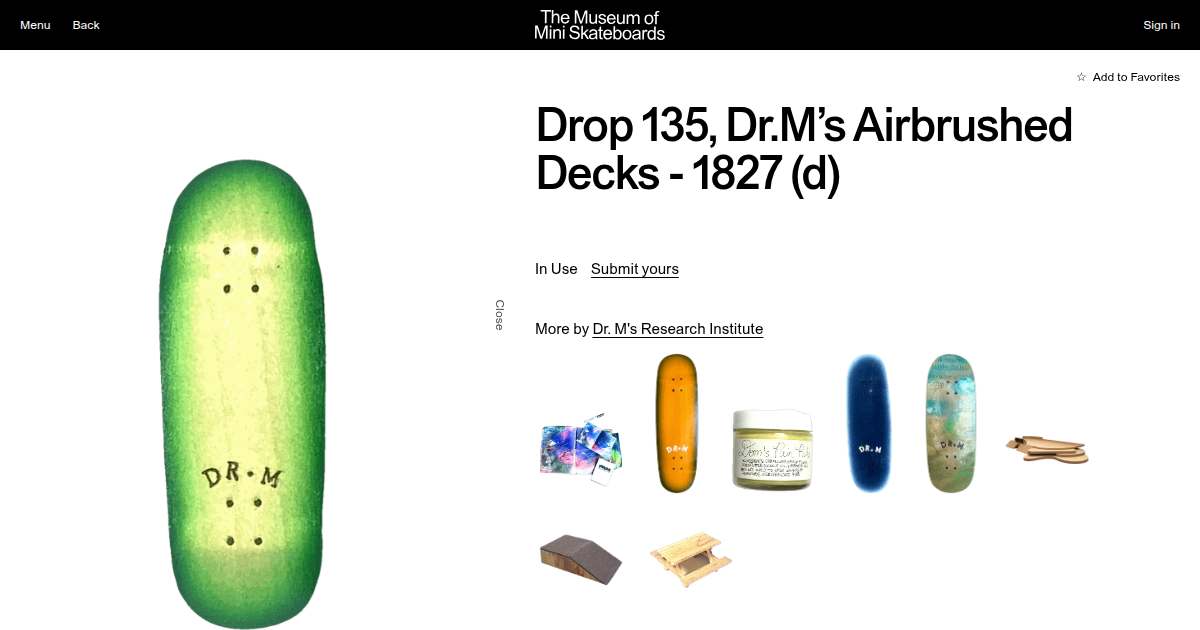 Menu
Back
The Museum of
Mini Skateboards
Sign in
☆ Add to Favorites
Drop 135, Dr.M’s Airbrushed
Decks - 1827 (d)
In Use
Submit yours
Close
More by Dr. M's Research Institute
DR•M
DR•M
DR•M
DR•M